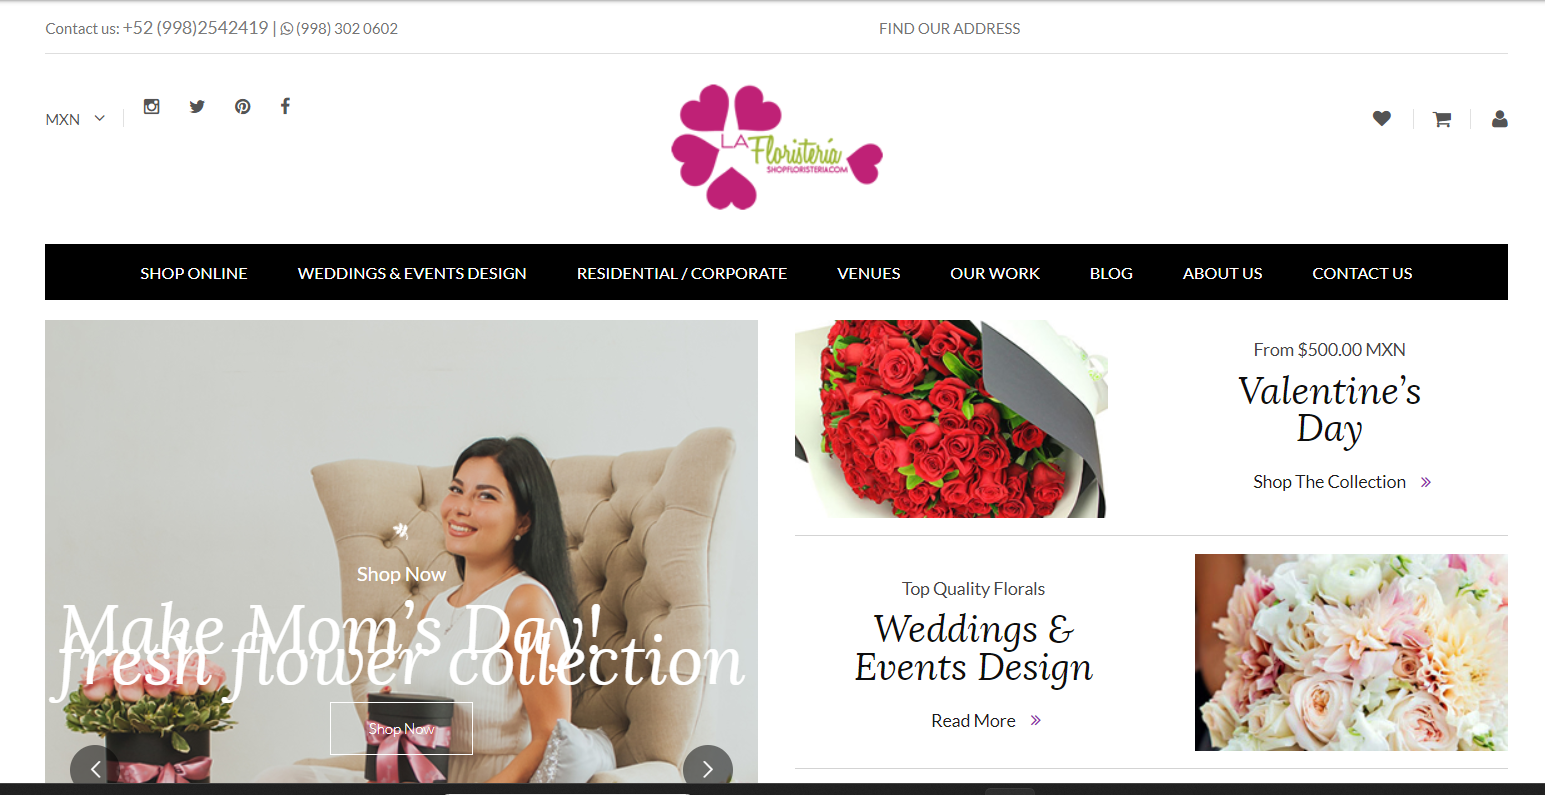 Contact us: +52 (998)2542419 | (998) 302 0602
FIND OUR ADDRESS
MXN
LA Floristería
SHOPFLORISTERIA.COM
SHOP ONLINE
WEDDINGS & EVENTS DESIGN
RESIDENTIAL / CORPORATE
VENUES
OUR WORK
BLOG
ABOUT US
CONTACT US
Shop Now
Make Mom's Day!
fresh flower collection
Shop Now
From $500.00 MXN
Valentine's
Day
Shop The Collection »
Top Quality Florals
Weddings &
Events Design
Read More »